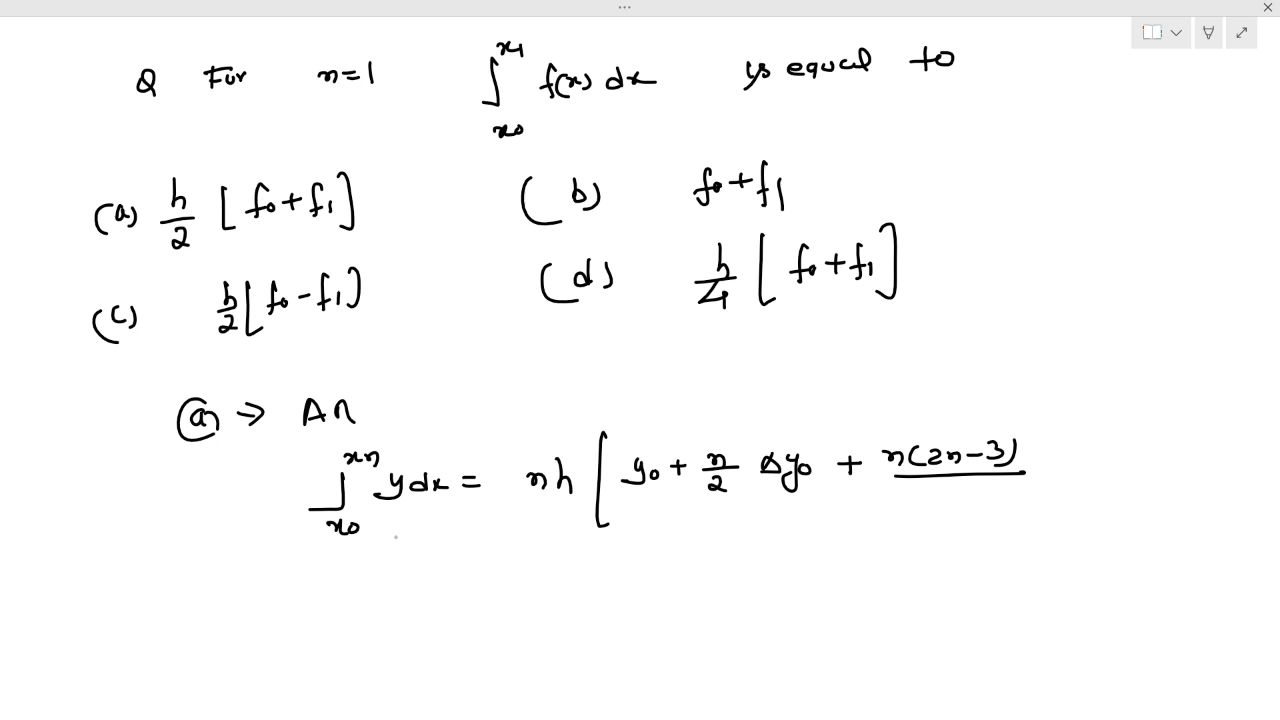 Q For n=1 ∫_{x0}^{x1} f(x) dx is equal to
(a) h/2 [f0+f1] (b) f0+f1
(c) h/2 [f0-f1] (d) h/4 [f0+f1]
(a) →
∫_{x0}^{xn} y dx = nh [ y0 + n/2 Δy0 + n(2n-3)